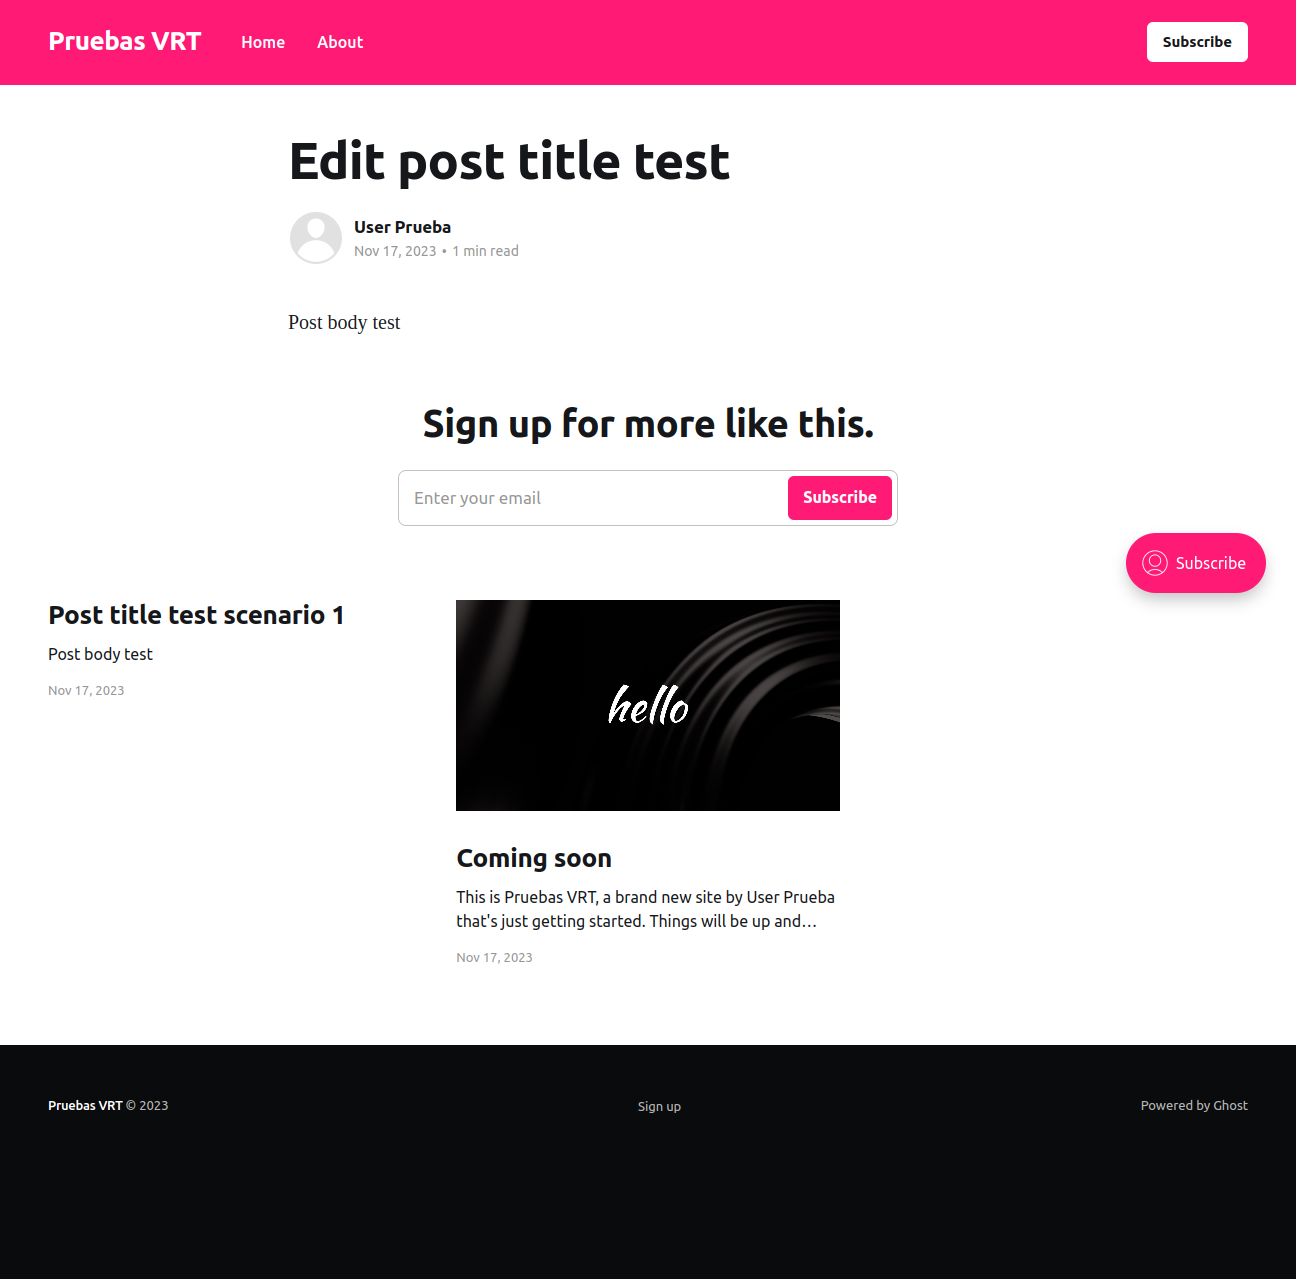 Pruebas VRT Home About Subscribe
Edit post title test
User Prueba
Nov 17, 2023 • 1 min read
Post body test
Sign up for more like this.
Enter your email Subscribe
Subscribe
Post title test scenario 1
Post body test
Nov 17, 2023
hello
Coming soon
This is Pruebas VRT, a brand new site by User Prueba
that's just getting started. Things will be up and…
Nov 17, 2023
Pruebas VRT © 2023 Sign up Powered by Ghost